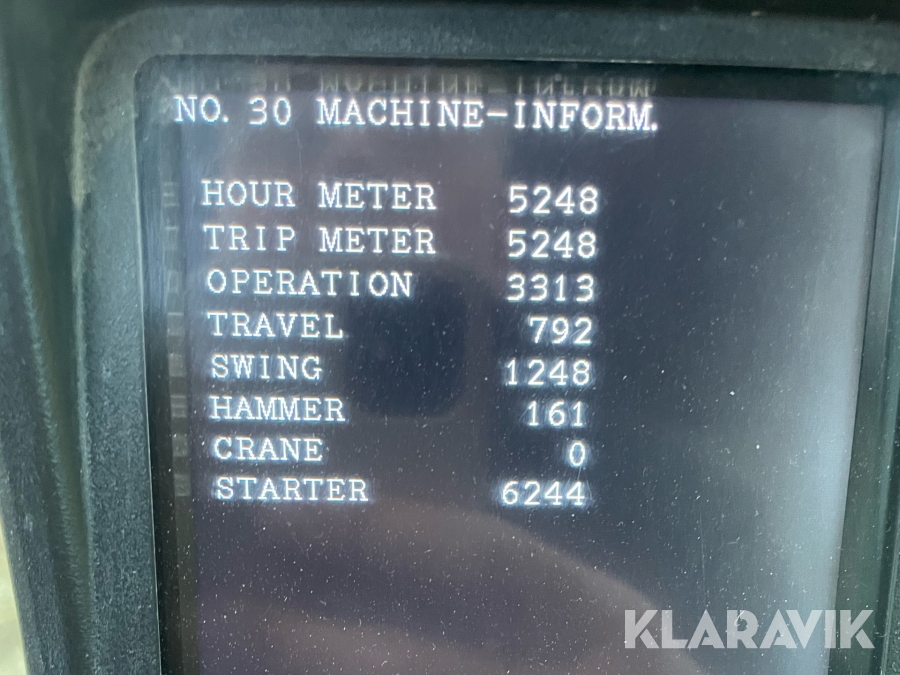 NO. 30 MACHINE-INFORM.
HOUR METER 5248
TRIP METER 5248
OPERATION 3313
TRAVEL 792
SWING 1248
HAMMER 161
CRANE 0
STARTER 6244
KLARAVIK